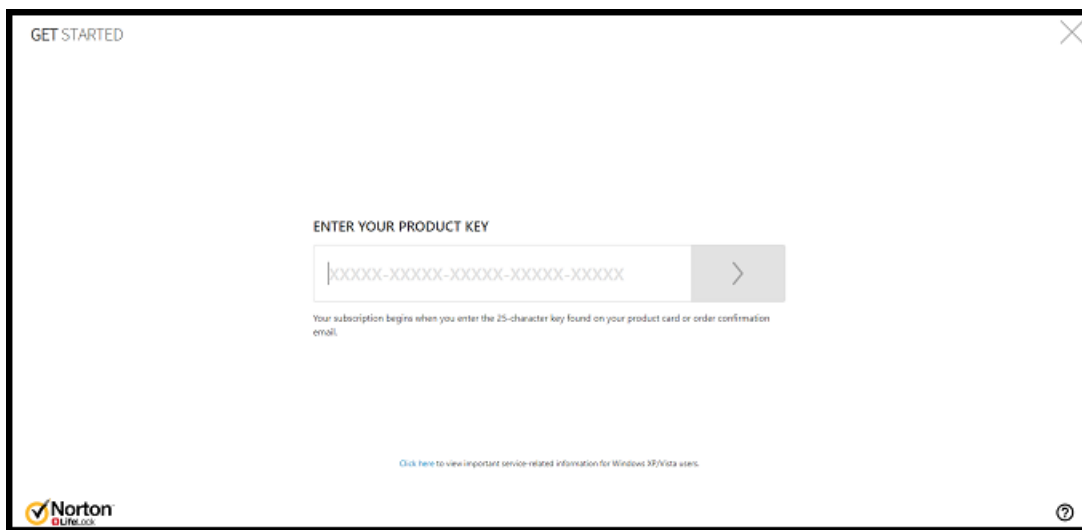 GET STARTED
ENTER YOUR PRODUCT KEY
XXXXX-XXXXX-XXXXX-XXXXX-XXXXX
Your subscription begins when you enter the 25-character key found on your product card or order confirmation
email.
Click here to view important service-related information for Windows XP/Vista users.
Norton™
LifeLock